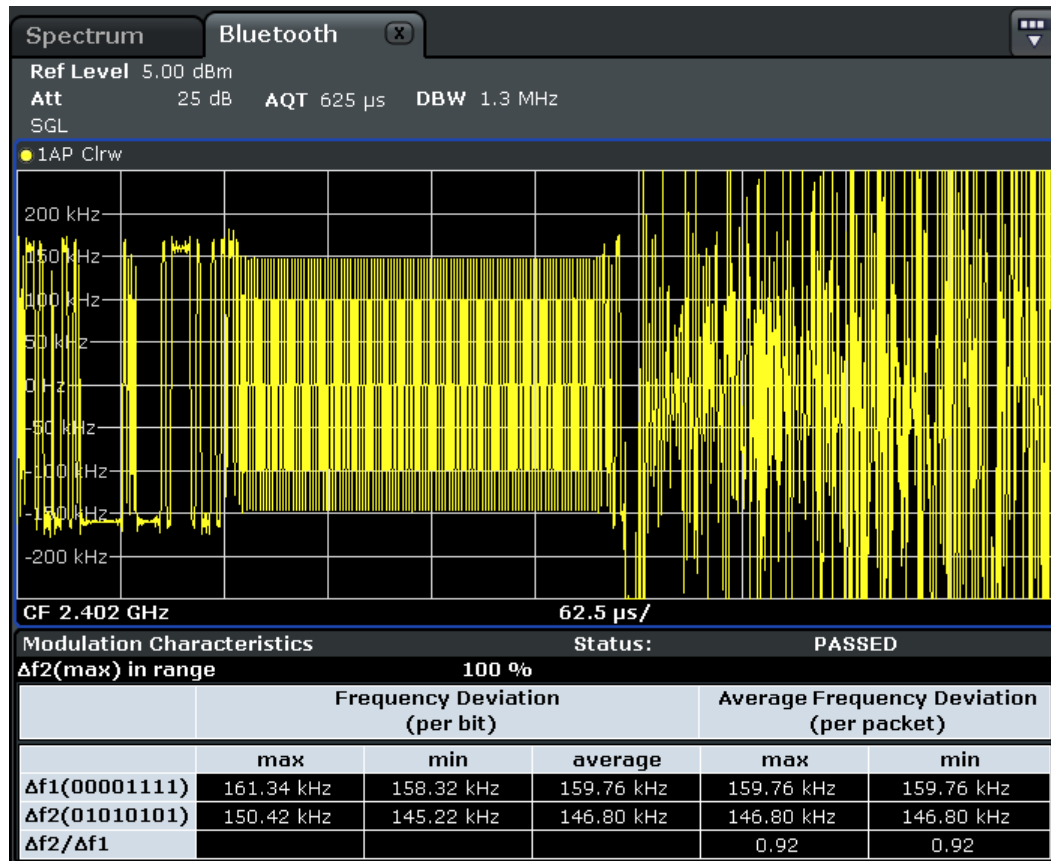 Spectrum Bluetooth X
Ref Level 5.00 dBm
Att 25 dB AQT 625 µs DBW 1.3 MHz
SGL
1AP Clrw
200 kHz
150 kHz
100 kHz
50 kHz
0 Hz
-50 kHz
-100 kHz
-150 kHz
-200 kHz
CF 2.402 GHz 62.5 µs/
Modulation Characteristics Status: PASSED
Δf2(max) in range 100 %
Frequency Deviation (per bit) Average Frequency Deviation (per packet)
max min average max min
Δf1(00001111) 161.34 kHz 158.32 kHz 159.76 kHz 159.76 kHz 159.76 kHz
Δf2(01010101) 150.42 kHz 145.22 kHz 146.80 kHz 146.80 kHz 146.80 kHz
Δf2/Δf1 0.92 0.92